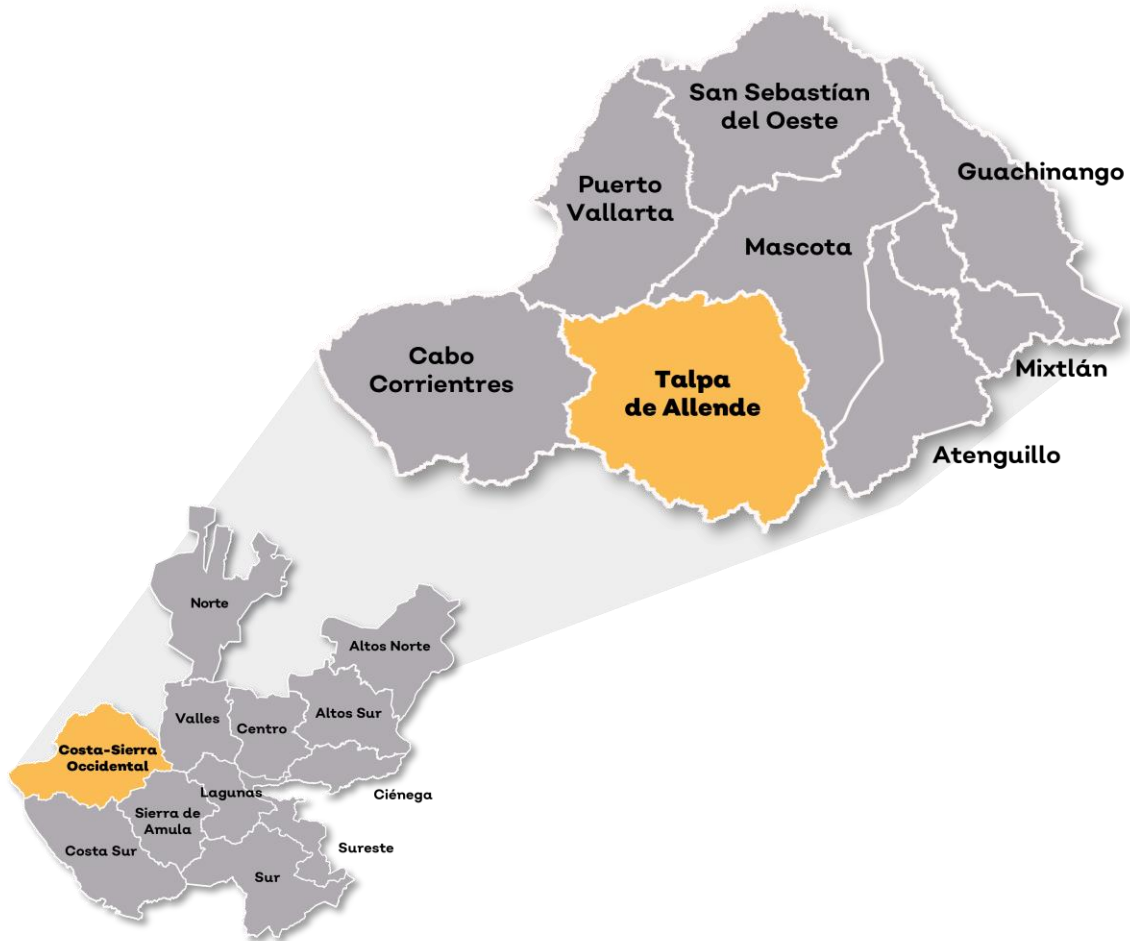 San Sebastían
del Oeste
Guachinango
Puerto
Vallarta
Mascota
Cabo
Corrientres
Talpa
de Allende
Mixtlán
Atenguillo
Norte
Altos Norte
Valles
Centro
Altos Sur
Costa-Sierra
Occidental
Lagunas
Ciénega
Sierra de
Amula
Costa Sur
Sureste
Sur